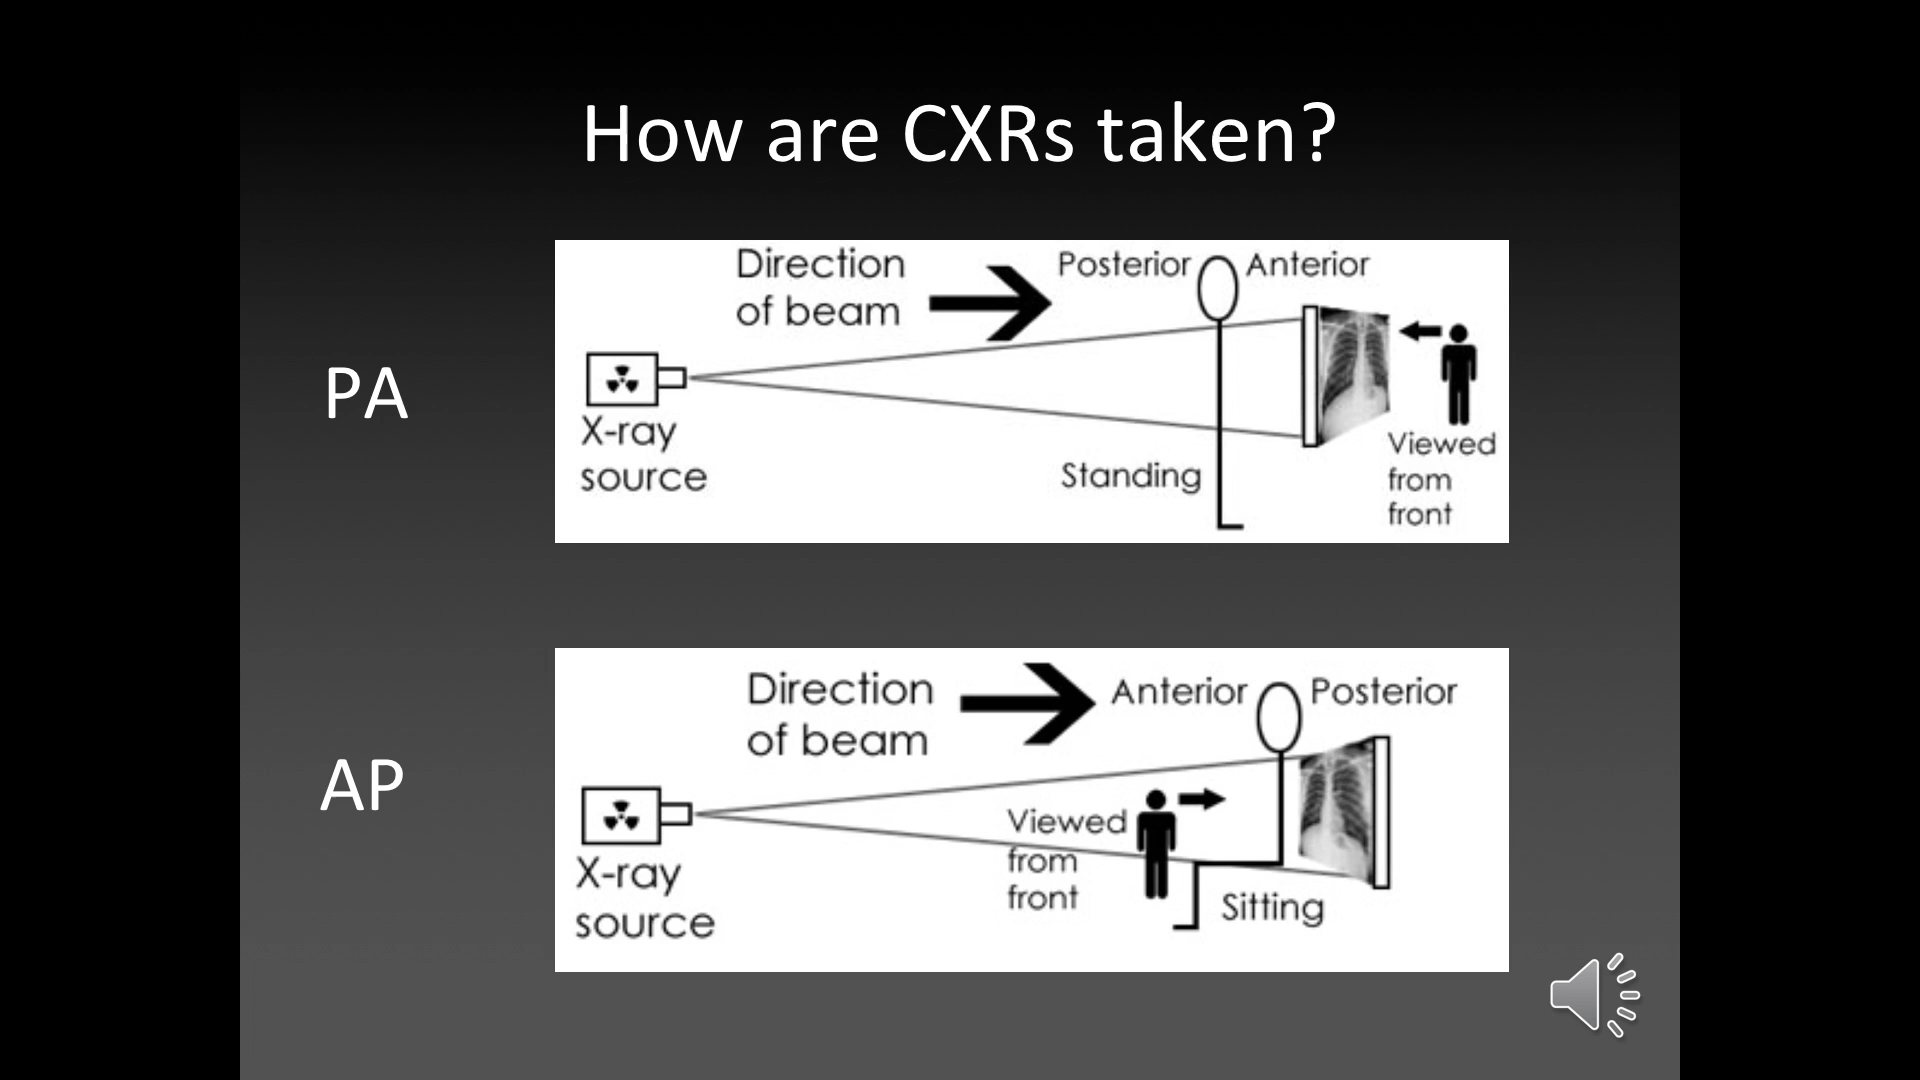 How are CXRs taken?
PA
Direction
of beam
Posterior
Anterior
X-ray
source
Standing
Viewed
from
front
AP
Direction
of beam
Anterior
Posterior
X-ray
source
Viewed
from
front
Sitting